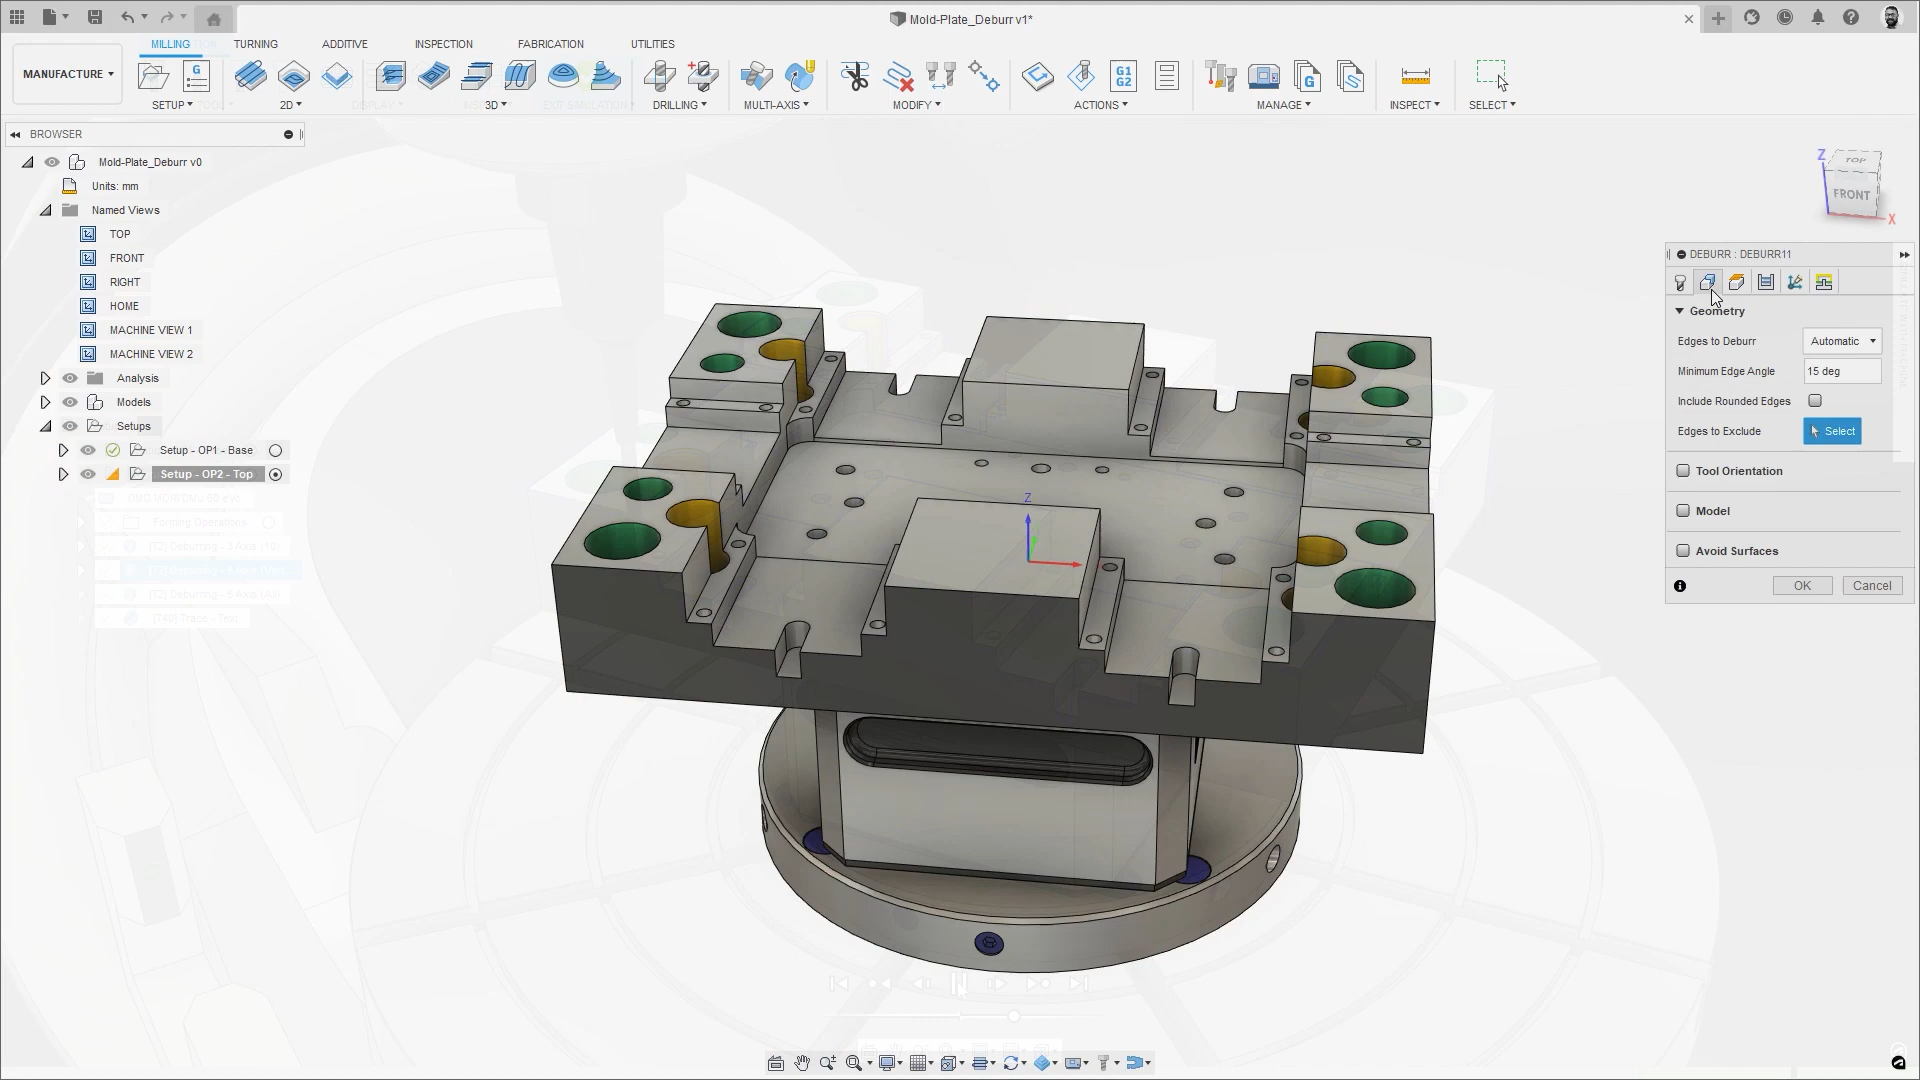 Mold-Plate_Deburr v1*
MILLING TURNING ADDITIVE INSPECTION FABRICATION UTILITIES
MANUFACTURE
G
G1
G2
SETUP 2D 3D DRILLING MULTI-AXIS MODIFY ACTIONS MANAGE INSPECT SELECT
BROWSER
Mold-Plate_Deburr v0
Units: mm
Named Views
TOP
FRONT
RIGHT
HOME
MACHINE VIEW 1
MACHINE VIEW 2
Analysis
Models
Setups
Setup - OP1 - Base
Setup - OP2 - Top
Forming Operations
Z
TOP
FRONT
X
Z
DEBURR : DEBURR11
Geometry
Edges to Deburr Automatic
Minimum Edge Angle 15 deg
Include Rounded Edges
Edges to Exclude Select
Tool Orientation
Model
Avoid Surfaces
OK Cancel